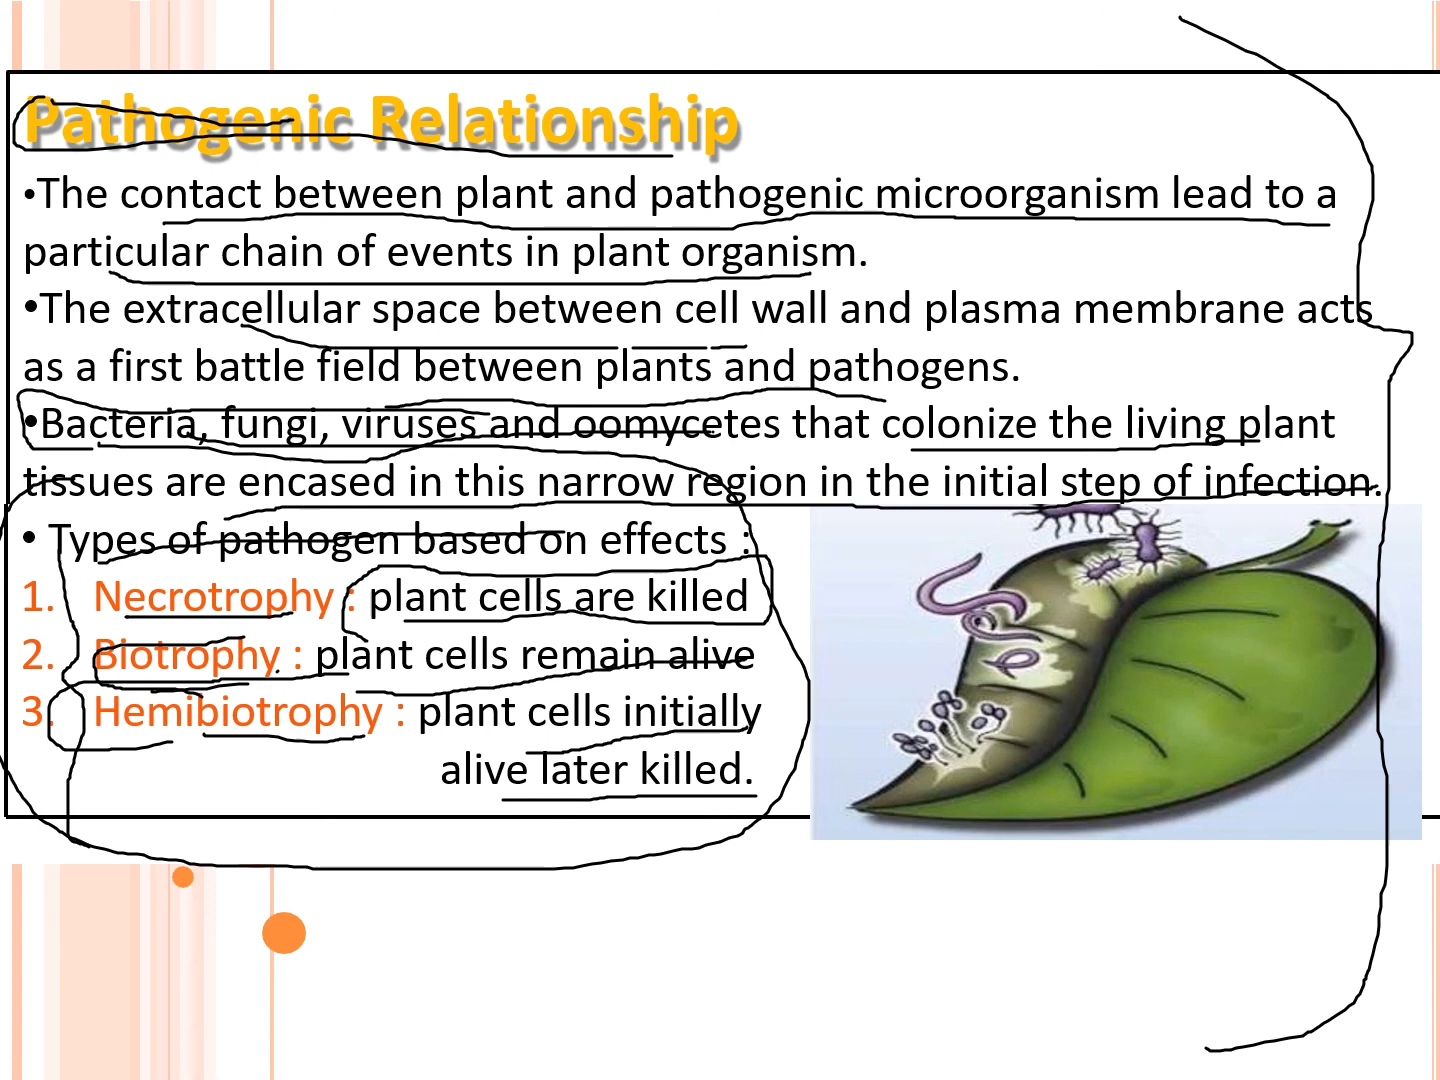 Pathogenic Relationship
•The contact between plant and pathogenic microorganism lead to a
particular chain of events in plant organism.
•The extracellular space between cell wall and plasma membrane acts
as a first battle field between plants and pathogens.
•Bacteria, fungi, viruses and oomycetes that colonize the living plant
tissues are encased in this narrow region in the initial step of infection.
• Types of pathogen based on effects :
1. Necrotrophy : plant cells are killed
2. Biotrophy : plant cells remain alive
3. Hemibiotrophy : plant cells initially
alive later killed.